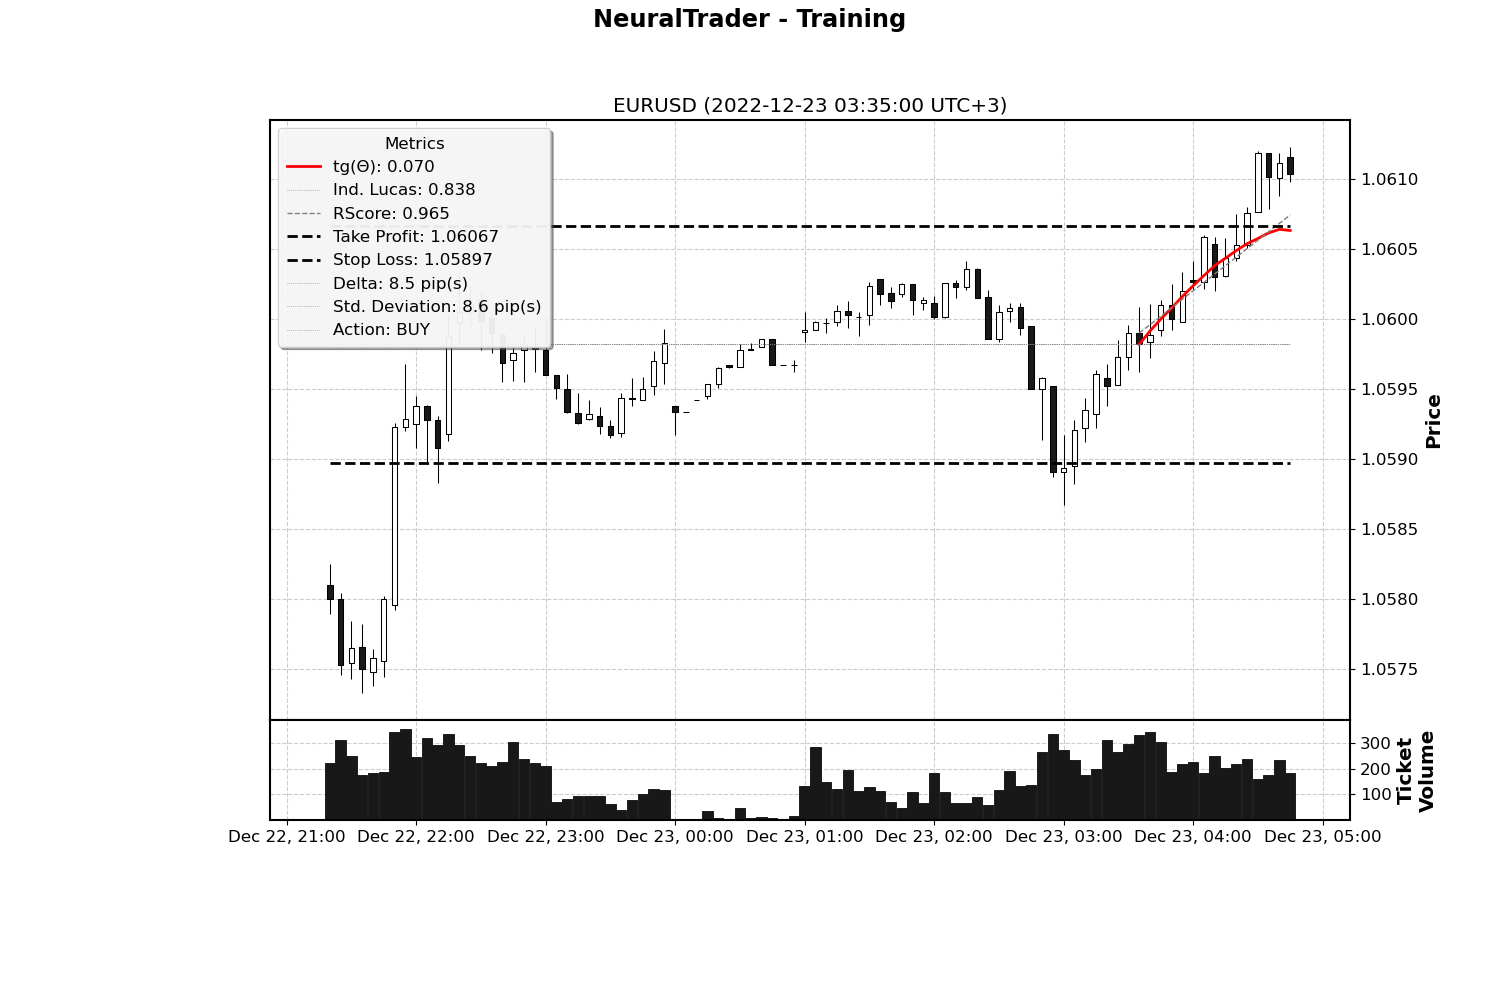 NeuralTrader - Training
EURUSD (2022-12-23 03:35:00 UTC+3)
Metrics
tg(Θ): 0.070
Ind. Lucas: 0.838
RScore: 0.965
Take Profit: 1.06067
Stop Loss: 1.05897
Delta: 8.5 pip(s)
Std. Deviation: 8.6 pip(s)
Action: BUY
1.0610
1.0605
1.0600
1.0595
1.0590
1.0585
1.0580
1.0575
Price
300
200
100
Ticket
Volume
Dec 22, 21:00 Dec 22, 22:00 Dec 22, 23:00 Dec 23, 00:00 Dec 23, 01:00 Dec 23, 02:00 Dec 23, 03:00 Dec 23, 04:00 Dec 23, 05:00